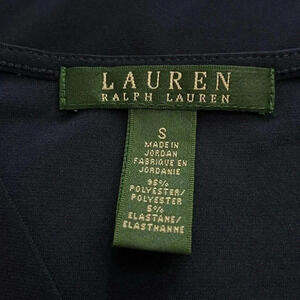 LAUREN
RALPH LAUREN
S
MADE IN
JORDAN
FABRIQUE EN
JORDANIE
95%
POLYESTER/
POLYESTER
5%
ELASTANE/
ELASTHANNE